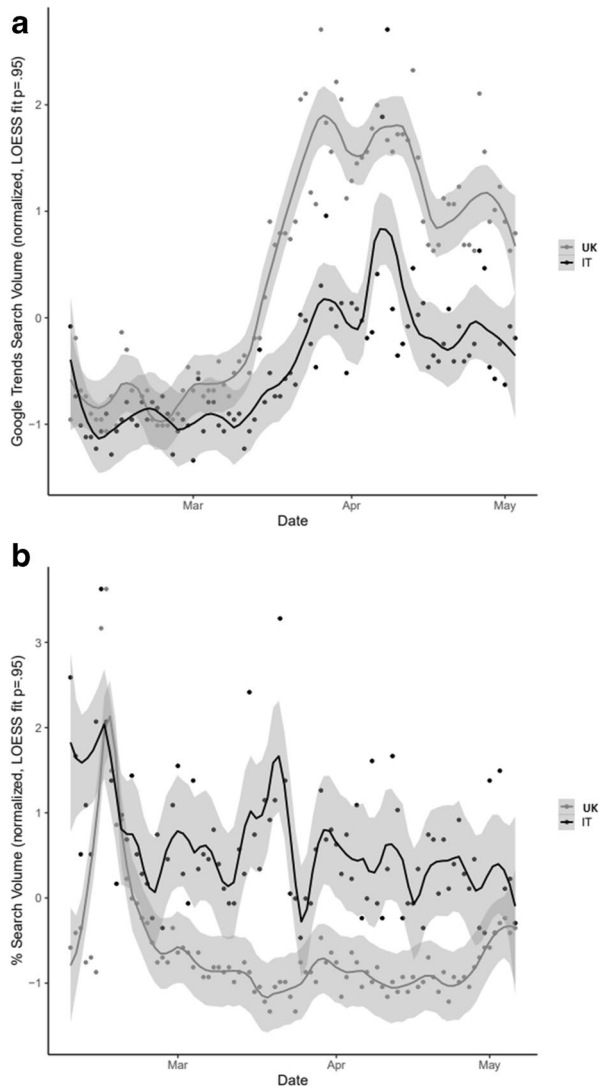 a
Google Trends Search Volume (normalized, LOESS fit p=.95)
2
1
0
−1
Mar
Apr
May
Date
UK
IT
b
% Search Volume (normalized, LOESS fit p=.95)
3
2
1
0
−1
Mar
Apr
May
Date
UK
IT